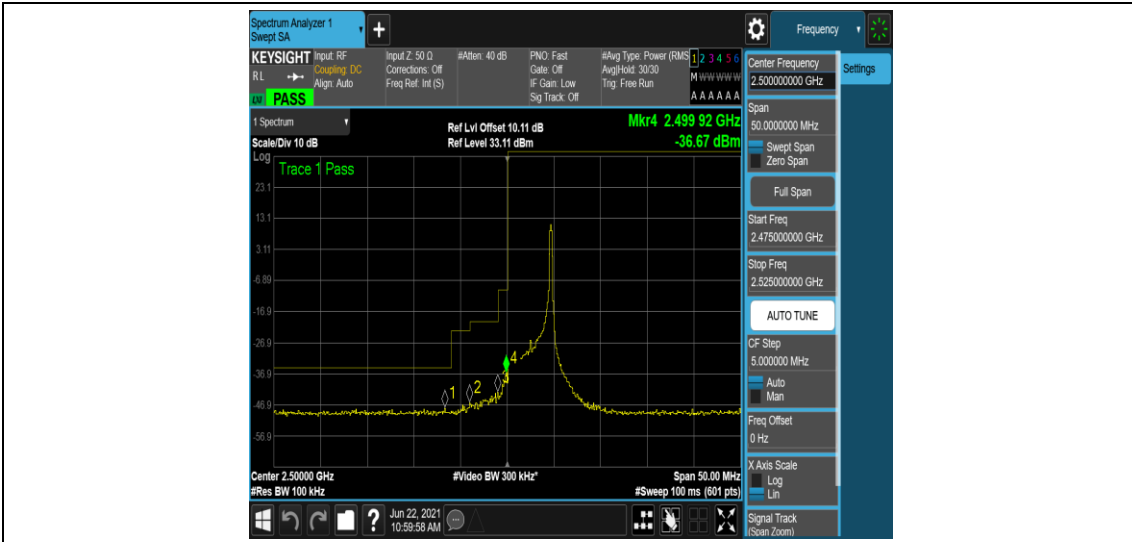 Spectrum Analyzer 1
Swept SA
+
Frequency
KEYSIGHT
RL
PASS
Input: RF
Coupling: DC
Align: Auto
Input Z: 50 Ω
Corrections: Off
Freq Ref: Int (S)
#Atten: 40 dB
PNO: Fast
Gate: Off
IF Gain: Low
Sig Track: Off
#Avg Type: Power (RMS
Avg|Hold: 30/30
Trig: Free Run
1 2 3 4 5 6
M W W W W W
A A A A A A
1 Spectrum
Scale/Div 10 dB
Ref Lvl Offset 10.11 dB
Ref Level 33.11 dBm
Mkr4 2.499 92 GHz
-36.67 dBm
Log
Trace 1 Pass
23.1
13.1
3.11
-6.89
-16.9
-26.9
-36.9
-46.9
-56.9
1
2
3
4
Center 2.50000 GHz
#Res BW 100 kHz
#Video BW 300 kHz*
Span 50.00 MHz
#Sweep 100 ms (601 pts)
?
Jun 22, 2021
10:59:58 AM
Center Frequency
2.500000000 GHz
Settings
Span
50.0000000 MHz
Swept Span
Zero Span
Full Span
Start Freq
2.475000000 GHz
Stop Freq
2.525000000 GHz
AUTO TUNE
CF Step
5.000000 MHz
Auto
Man
Freq Offset
0 Hz
X Axis Scale
Log
Lin
Signal Track
(Span Zoom)